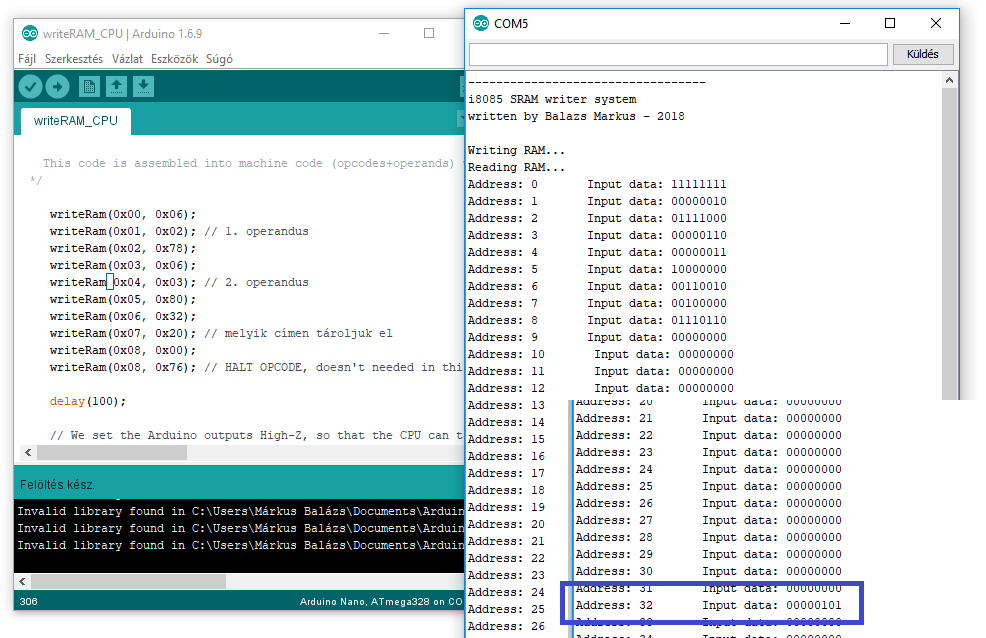 writeRAM_CPU | Arduino 1.6.9
Fájl Szerkesztés Vázlat Eszközök Súgó
writeRAM_CPU
This code is assembled into machine code (opcodes+operands)
*/
writeRam(0x00, 0x06);
writeRam(0x01, 0x02); // 1. operandus
writeRam(0x02, 0x78);
writeRam(0x03, 0x06);
writeRam(0x04, 0x03); // 2. operandus
writeRam(0x05, 0x80);
writeRam(0x06, 0x32);
writeRam(0x07, 0x20); // melyik címen tároljuk el
writeRam(0x08, 0x00);
writeRam(0x08, 0x76); // HALT OPCODE, doesn't needed in thi
delay(100);
// We set the Arduino outputs High-Z, so that the CPU can t
Felöltés kész.
Invalid library found in C:\Users\Márkus Balázs\Documents\Arduin
Invalid library found in C:\Users\Márkus Balázs\Documents\Arduin
Invalid library found in C:\Users\Márkus Balázs\Documents\Arduin
306
Arduino Nano, ATmega328 on CO
COM5
Küldés
----------------------------------
i8085 SRAM writer system
written by Balazs Markus - 2018
Writing RAM...
Reading RAM...
Address: 0 Input data: 11111111
Address: 1 Input data: 00000010
Address: 2 Input data: 01111000
Address: 3 Input data: 00000110
Address: 4 Input data: 00000011
Address: 5 Input data: 10000000
Address: 6 Input data: 00110010
Address: 7 Input data: 00100000
Address: 8 Input data: 01110110
Address: 9 Input data: 00000000
Address: 10 Input data: 00000000
Address: 11 Input data: 00000000
Address: 12 Input data: 00000000
Address: 13
Address: 14
Address: 15
Address: 16
Address: 17
Address: 18
Address: 19
Address: 20
Address: 21
Address: 22
Address: 23
Address: 24
Address: 25
Address: 26
Address: 20 Input data: 00000000
Address: 21 Input data: 00000000
Address: 22 Input data: 00000000
Address: 23 Input data: 00000000
Address: 24 Input data: 00000000
Address: 25 Input data: 00000000
Address: 26 Input data: 00000000
Address: 27 Input data: 00000000
Address: 28 Input data: 00000000
Address: 29 Input data: 00000000
Address: 30 Input data: 00000000
Address: 31 Input data: 00000000
Address: 32 Input data: 00000101